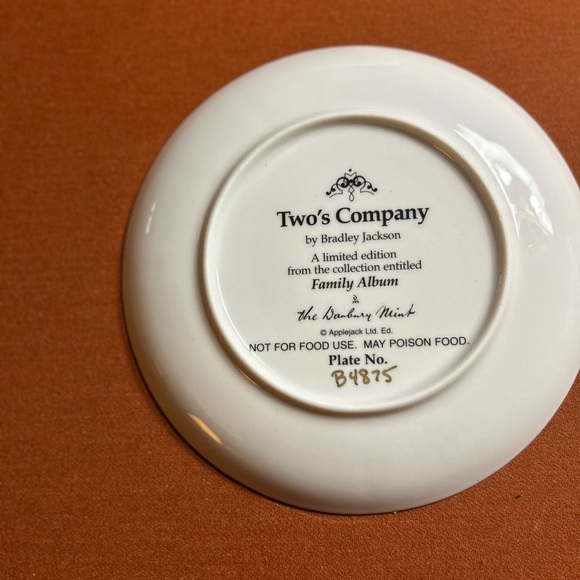 Two's Company
by Bradley Jackson
A limited edition
from the collection entitled
Family Album
The Danbury Mint
© Applejack Ltd. Ed.
NOT FOR FOOD USE. MAY POISON FOOD.
Plate No.
B4875